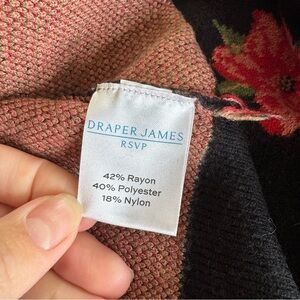 DRAPER JAMES
RSVP
42% Rayon
40% Polyester
18% Nylon